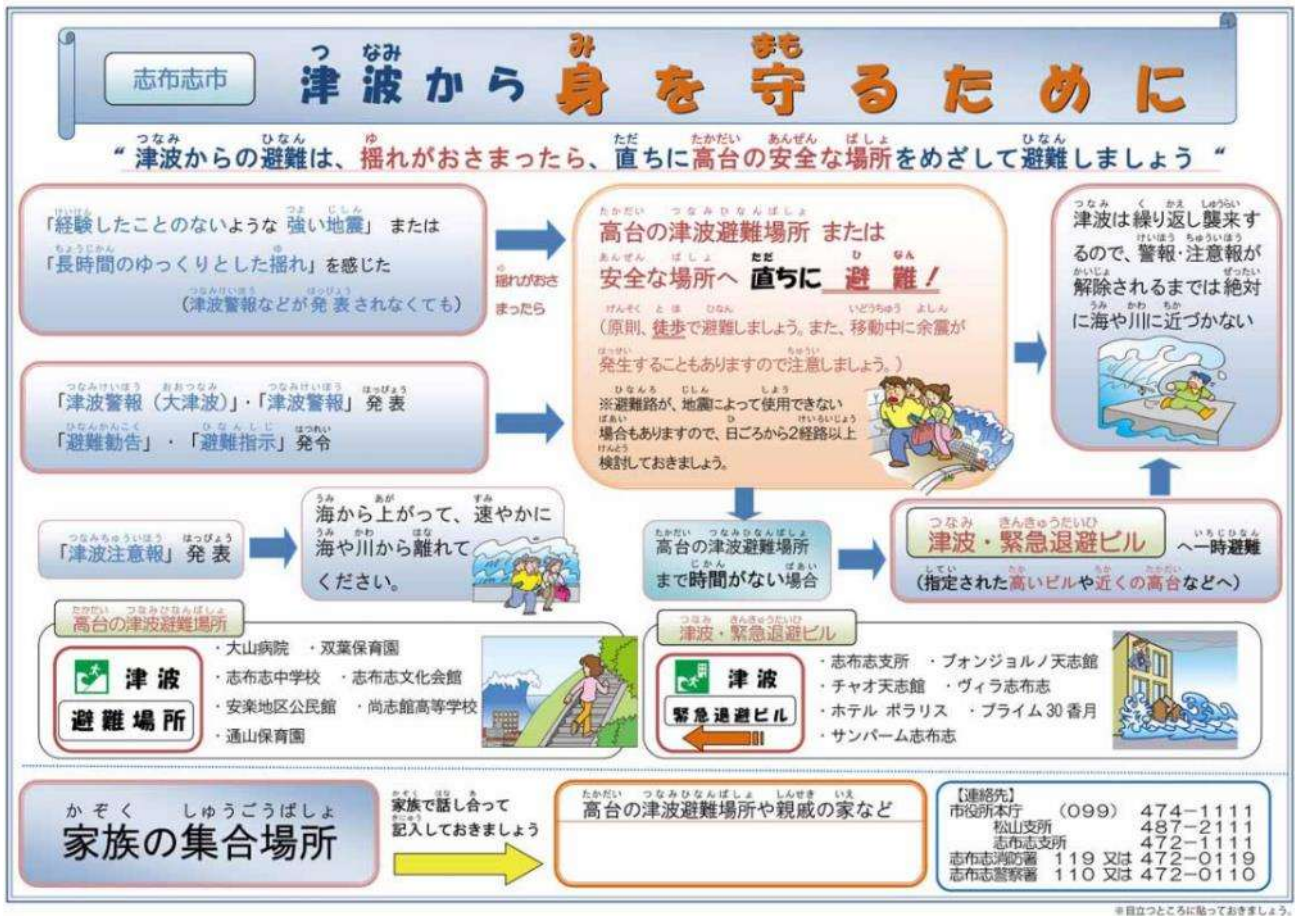 志布志市
津波から身を守るために
“ 津波からの避難は、揺れがおさまったら、直ちに高台の安全な場所をめざして避難しましょう “
「経験したことのないような 強い地震」 または
「長時間のゆっくりとした揺れ」を感じた
(津波警報などが発表されなくても)
揺れがおさ
まったら
「津波警報（大津波）」・「津波警報」発表
「避難勧告」・「避難指示」発令
高台の津波避難場所 または
安全な場所へ 直ちに 避難！
(原則、徒歩で避難しましょう。また、移動中に余震が
発生することもありますので注意しましょう。)
※避難路が、地震によって使用できない
場合もありますので、日ごろから2経路以上
検討しておきましょう。
津波は繰り返し襲来す
るので、警報・注意報が
解除されるまでは絶対
に海や川に近づかない
「津波注意報」発表
海から上がって、速やかに
海や川から離れて
ください。
高台の津波避難場所
まで時間がない場合
津波・緊急退避ビル へ一時避難
(指定された高いビルや近くの高台などへ)
高台の津波避難場所
津波
避難場所
・大山病院 ・双葉保育園
・志布志中学校 ・志布志文化会館
・安楽地区公民館 ・尚志館高等学校
・通山保育園
津波・緊急退避ビル
津波
緊急退避ビル
・志布志支所 ・ブォンジョルノ天志館
・チャオ天志館 ・ヴィラ志布志
・ホテル ポラリス ・プライム30香月
・サンパーム志布志
家族の集合場所
家族で話し合って
記入しておきましょう
高台の津波避難場所や親戚の家など
【連絡先】
市役所本庁 (099) 474-1111
松山支所 487-2111
志布志支所 472-1111
志布志消防署 119 又は 472-0119
志布志警察署 110 又は 472-0110
※目立つところに貼っておきましょう。